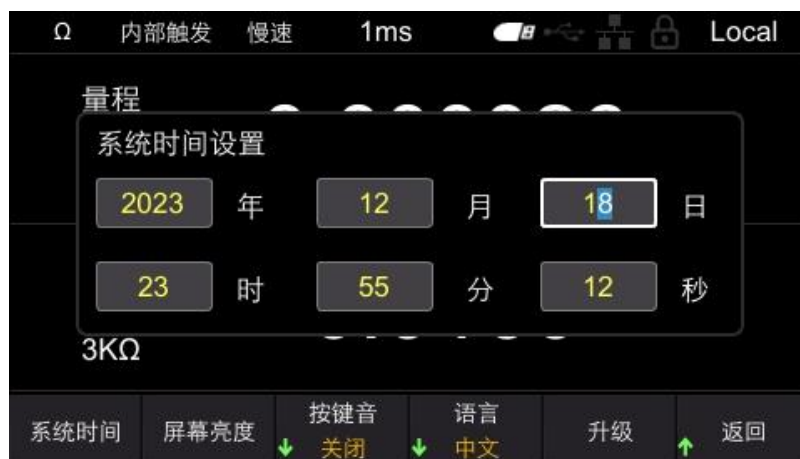 Ω 内部触发 慢速 1ms Local
量程
系统时间设置
2023 年 12 月 18 日
23 时 55 分 12 秒
3KΩ
系统时间 屏幕亮度 按键音 语言 升级 返回
关闭 中文